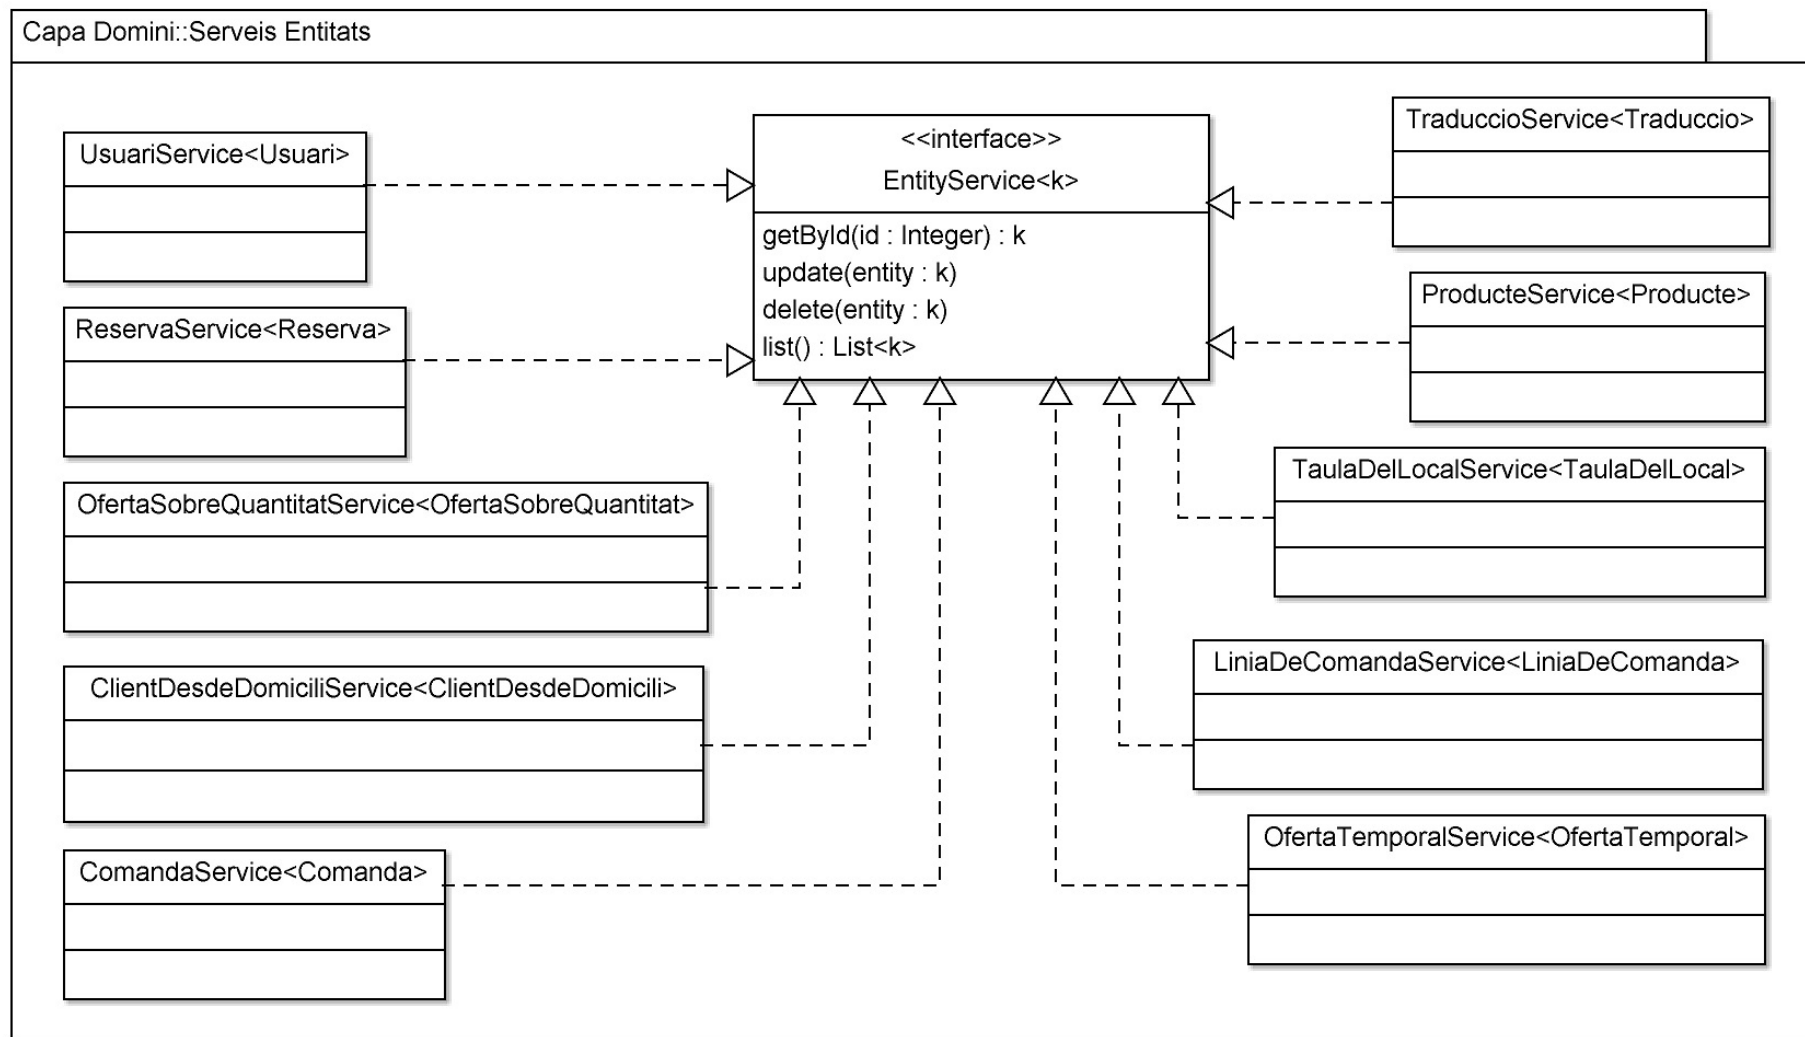 Capa Domini::Serveis Entitats
UsuariService<Usuari>
ReservaService<Reserva>
OfertaSobreQuantitatService<OfertaSobreQuantitat>
ClientDesdeDomiciliService<ClientDesdeDomicili>
ComandaService<Comanda>
<<interface>>
EntityService<k>
getById(id : Integer) : k
update(entity : k)
delete(entity : k)
list() : List<k>
TraduccioService<Traduccio>
ProducteService<Producte>
TaulaDelLocalService<TaulaDelLocal>
LiniaDeComandaService<LiniaDeComanda>
OfertaTemporalService<OfertaTemporal>